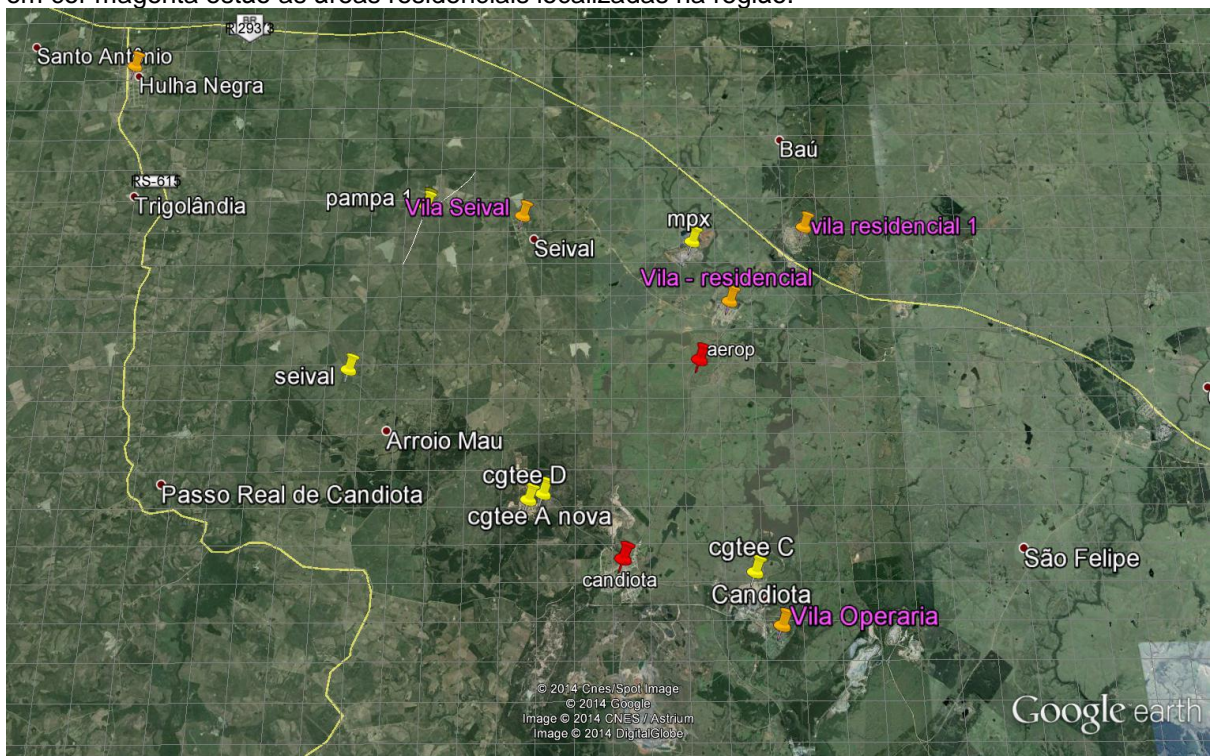 em cor magenta estão as áreas residenciais localizadas na região.
BR
R 293/3
Santo Antônio
Hulha Negra
Baú
RS-615
Trigolândia
pampa 1
Vila Seival
mpx
vila residencial 1
Seival
Vila - residencial
aerop
seival
Arroio Mau
cgtee D
Passo Real de Candiota
cgtee A nova
cgtee C
São Felipe
candiota
Candiota
Vila Operaria
© 2014 Cnes/Spot Image
© 2014 Google
Image © 2014 CNES / Astrium
Image © 2014 DigitalGlobe
Google earth